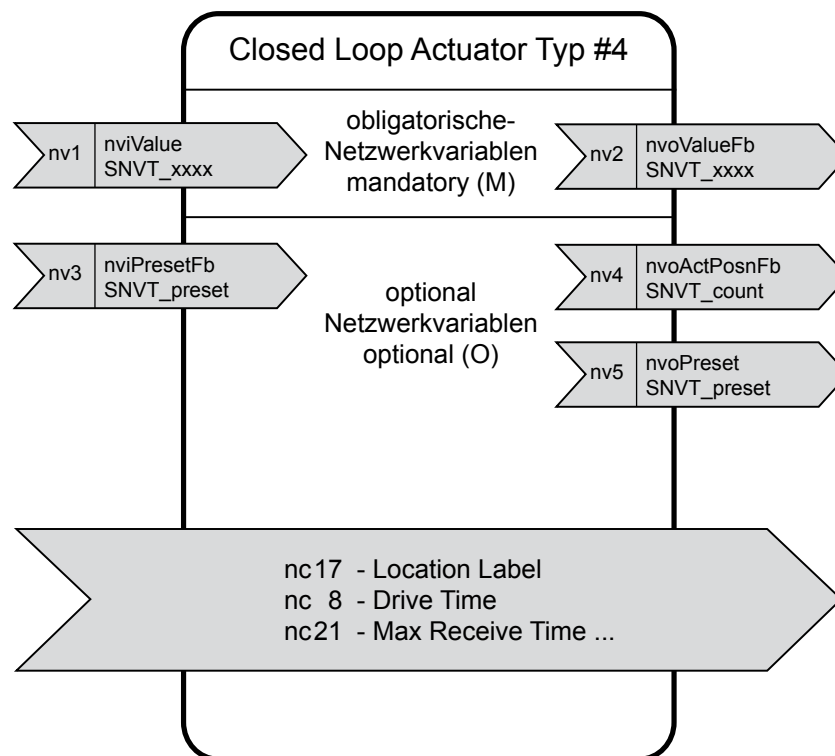 Closed Loop Actuator Typ #4
nv1
nviValue
SNVT_xxxx
obligatorische-
Netzwerkvariablen
mandatory (M)
nv2
nvoValueFb
SNVT_xxxx
nv3
nviPresetFb
SNVT_preset
optional
Netzwerkvariablen
optional (O)
nv4
nvoActPosnFb
SNVT_count
nv5
nvoPreset
SNVT_preset
nc17 - Location Label
nc 8 - Drive Time
nc21 - Max Receive Time ...